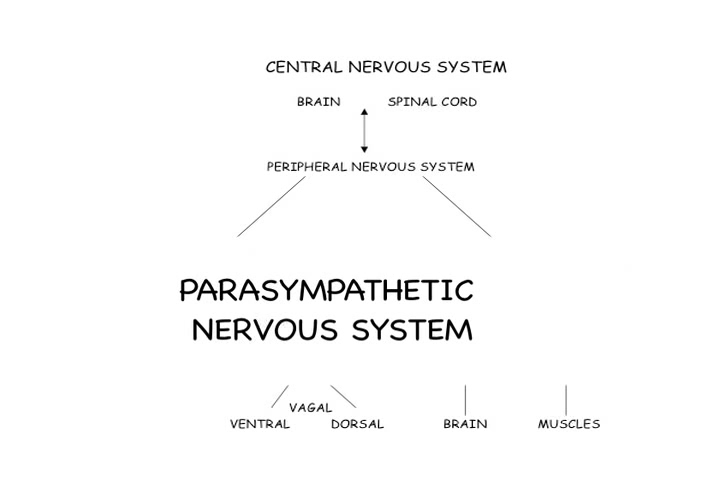 CENTRAL NERVOUS SYSTEM
BRAIN SPINAL CORD
PERIPHERAL NERVOUS SYSTEM
PARASYMPATHETIC
NERVOUS SYSTEM
VAGAL
VENTRAL DORSAL BRAIN MUSCLES